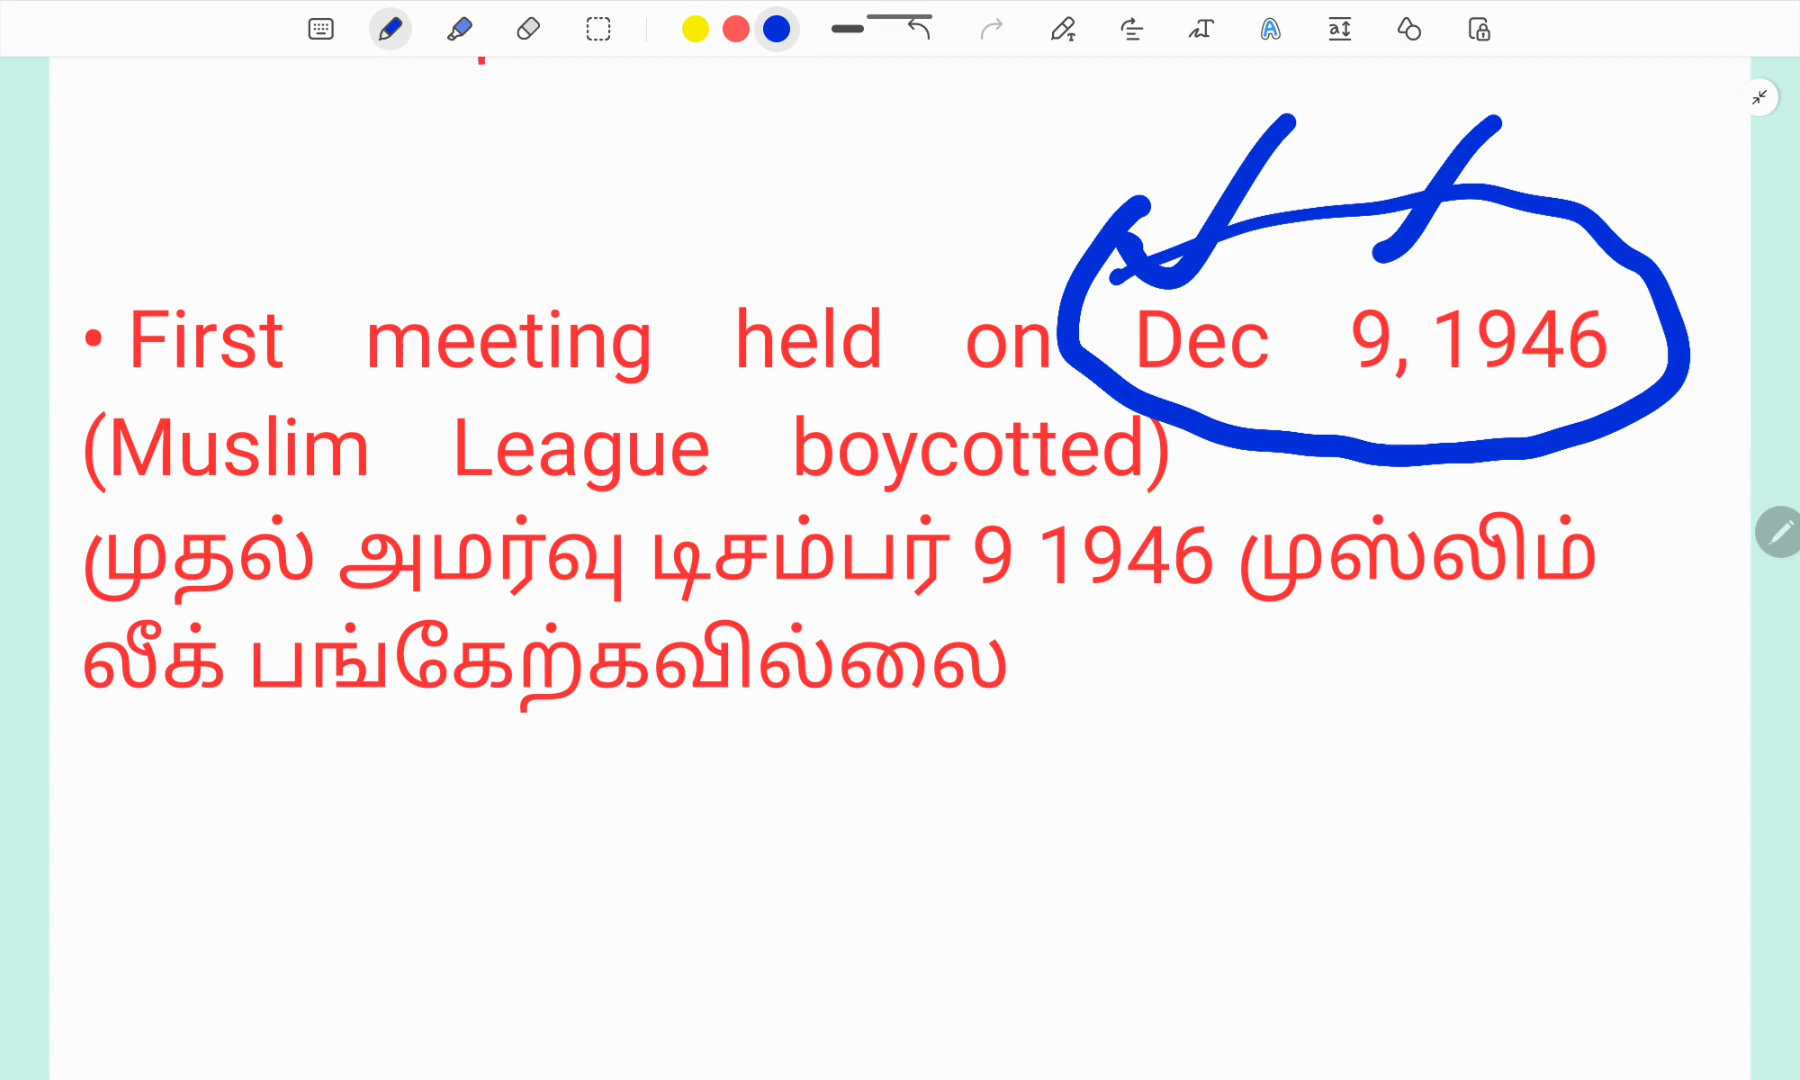 • First meeting held on Dec 9, 1946
(Muslim League boycotted)
முதல் அமர்வு டிசம்பர் 9 1946 முஸ்லிம்
லீக் பங்கேற்கவில்லை